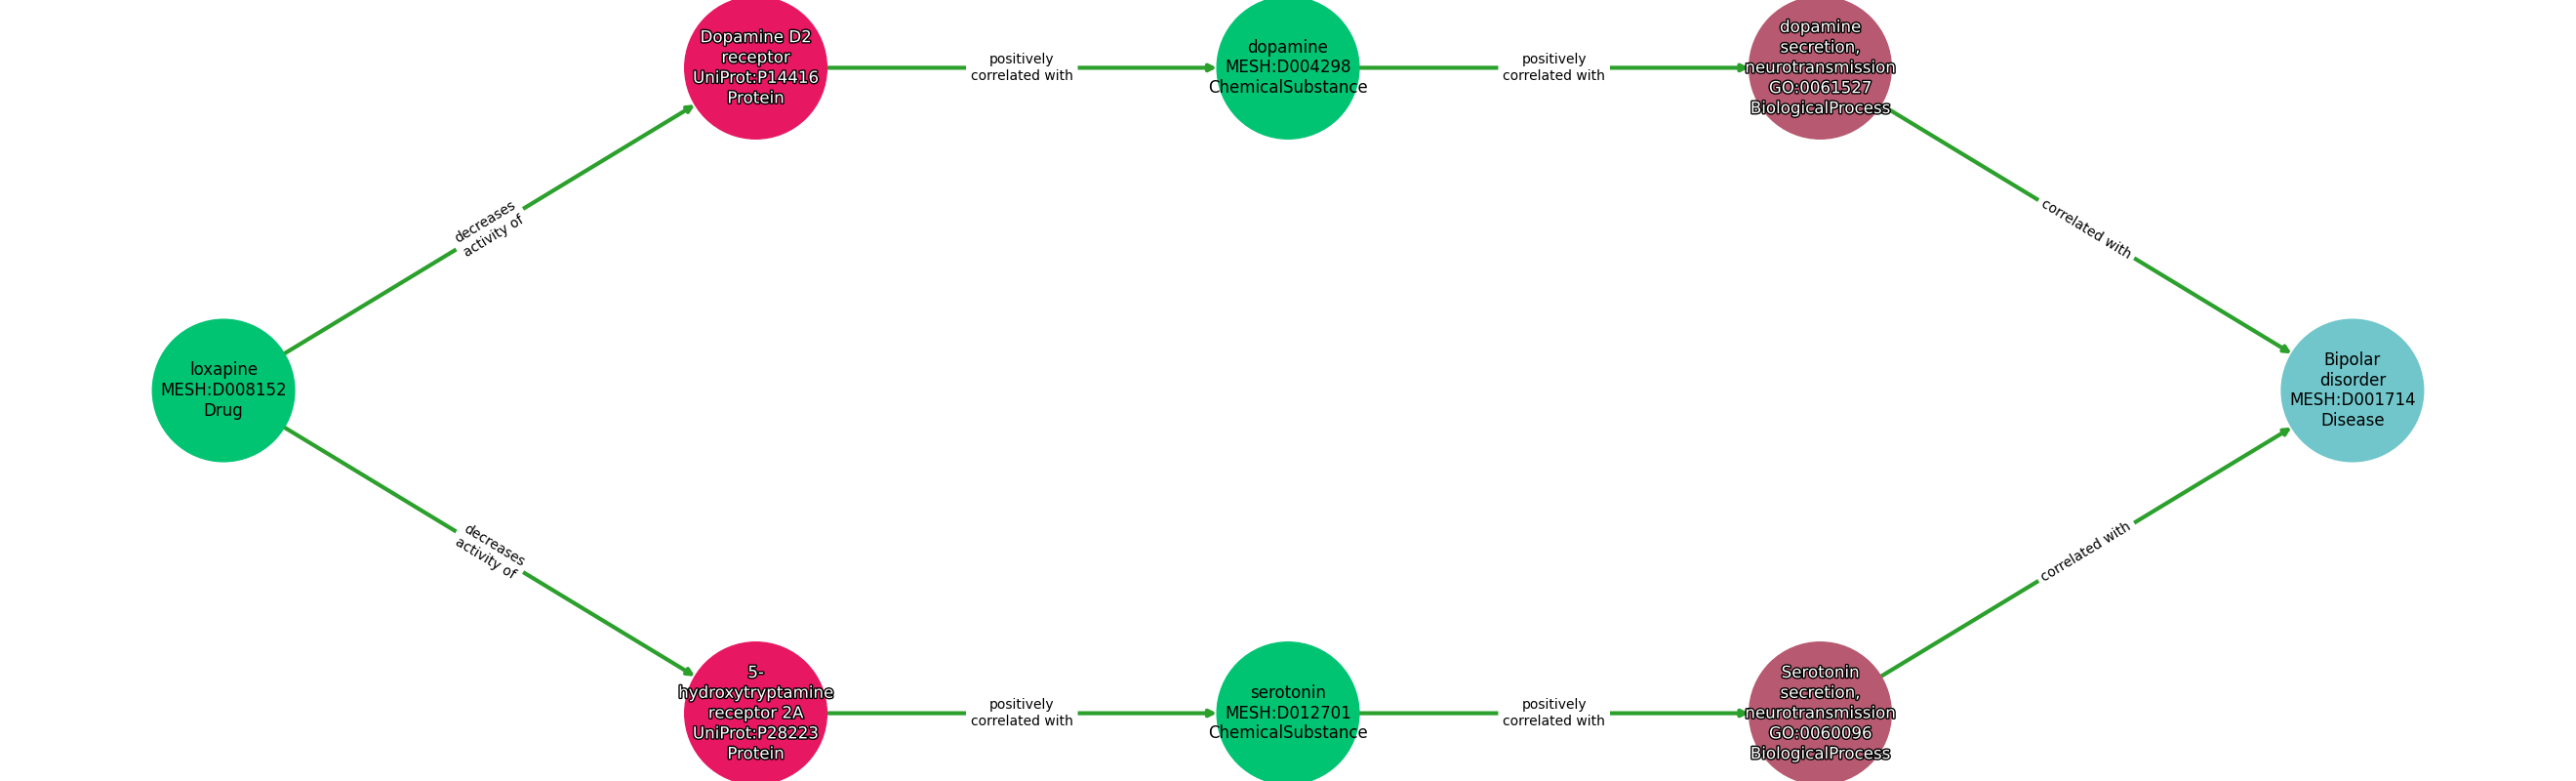 Dopamine D2
receptor
UniProt:P14416
Protein
positively
correlated with
dopamine
MESH:D004298
ChemicalSubstance
positively
correlated with
dopamine
secretion,
neurotransmission
GO:0061527
BiologicalProcess
decreases
activity of
correlated with
loxapine
MESH:D008152
Drug
Bipolar
disorder
MESH:D001714
Disease
decreases
activity of
correlated with
5-
hydroxytryptamine
receptor 2A
UniProt:P28223
Protein
positively
correlated with
serotonin
MESH:D012701
ChemicalSubstance
positively
correlated with
Serotonin
secretion,
neurotransmission
GO:0060096
BiologicalProcess